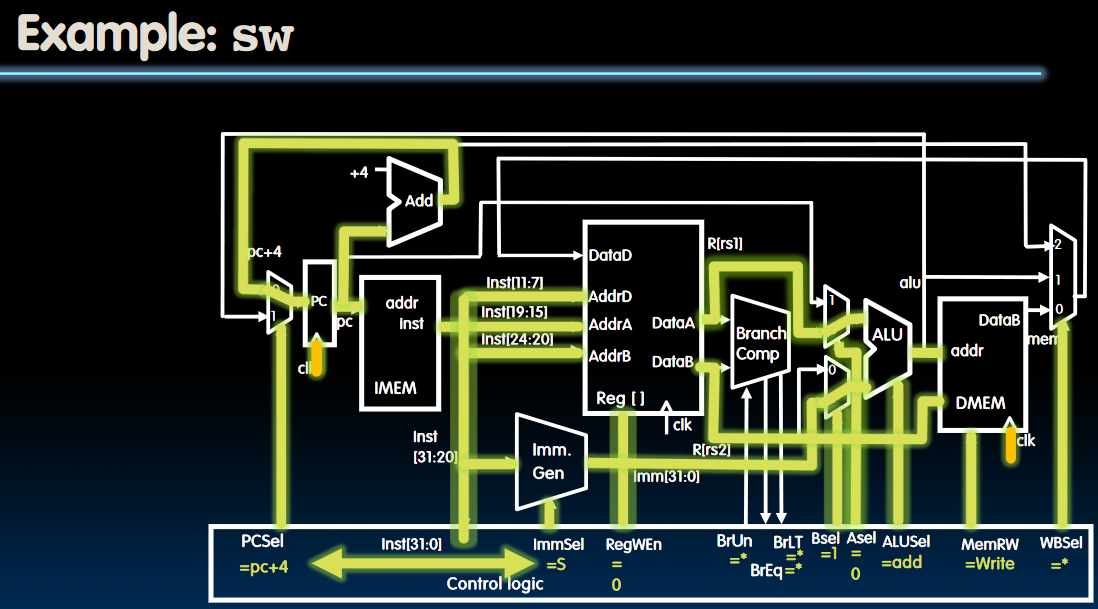 Example: sw
+4
Add
pc+4
0
1
PC
pc
clk
addr
Inst
IMEM
Inst[11:7]
Inst[19:15]
Inst[24:20]
Inst
[31:20]
Imm.
Gen
DataD
AddrD
AddrA
AddrB
DataA
DataB
Reg [ ]
clk
R[rs1]
R[rs2]
Imm[31:0]
Branch
Comp
1
0
ALU
alu
DataB
addr
DMEM
clk
mem
2
1
0
PCSel
=pc+4
Inst[31:0]
Control logic
ImmSel
=S
RegWEn
=
0
BrUn
=*
BrLT
=*
BrEq=*
Bsel
=1
Asel
=
0
ALUSel
=add
MemRW
=Write
WBSel
=*